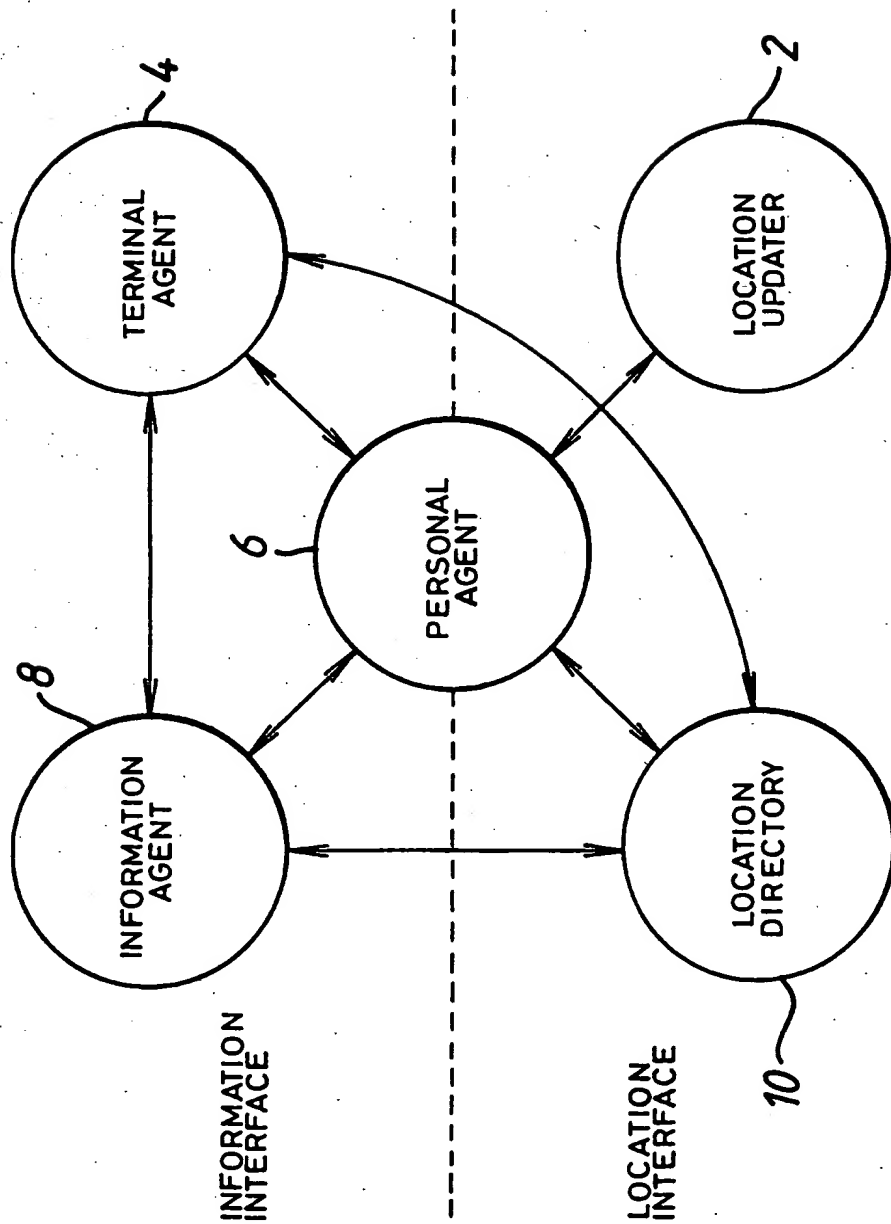 INFORMATION
INTERFACE
8
INFORMATION
AGENT
4
TERMINAL
AGENT
6
PERSONAL
AGENT
LOCATION
INTERFACE
10
LOCATION
DIRECTORY
2
LOCATION
UPDATER